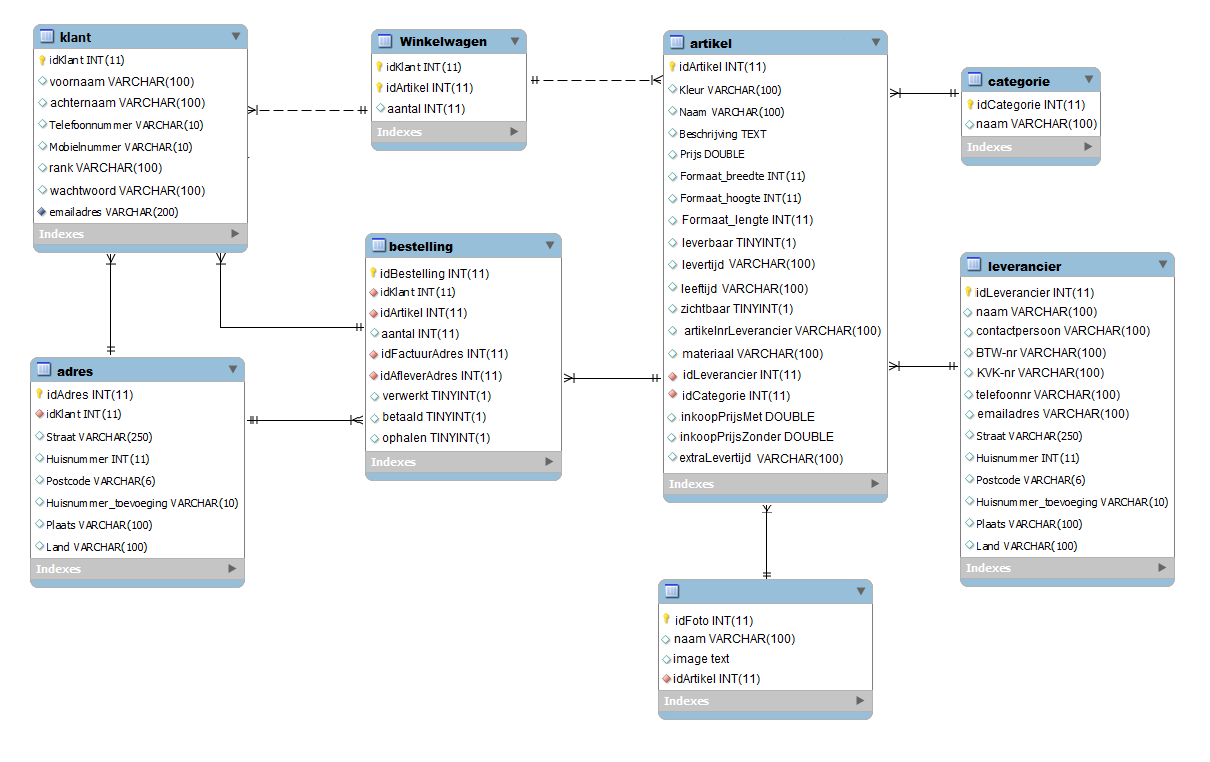 klant
idKlant INT(11)
voornaam VARCHAR(100)
achternaam VARCHAR(100)
Telefoonnummer VARCHAR(10)
Mobielnummer VARCHAR(10)
rank VARCHAR(100)
wachtwoord VARCHAR(100)
emailadres VARCHAR(200)
Indexes
Winkelwagen
idKlant INT(11)
idArtikel INT(11)
aantal INT(11)
Indexes
artikel
idArtikel INT(11)
Kleur VARCHAR(100)
Naam VARCHAR(100)
Beschrijving TEXT
Prijs DOUBLE
Formaat_breedte INT(11)
Formaat_hoogte INT(11)
Formaat_lengte INT(11)
leverbaar TINYINT(1)
levertijd VARCHAR(100)
leeftijd VARCHAR(100)
zichtbaar TINYINT(1)
artikelnrLeverancier VARCHAR(100)
materiaal VARCHAR(100)
idLeverancier INT(11)
idCategorie INT(11)
inkoopPrijsMet DOUBLE
inkoopPrijsZonder DOUBLE
extraLevertijd VARCHAR(100)
Indexes
categorie
idCategorie INT(11)
naam VARCHAR(100)
Indexes
bestelling
idBestelling INT(11)
idKlant INT(11)
idArtikel INT(11)
aantal INT(11)
idFactuurAdres INT(11)
idAfleverAdres INT(11)
verwerkt TINYINT(1)
betaald TINYINT(1)
ophalen TINYINT(1)
Indexes
leverancier
idLeverancier INT(11)
naam VARCHAR(100)
contactpersoon VARCHAR(100)
BTW-nr VARCHAR(100)
KVK-nr VARCHAR(100)
telefoonnr VARCHAR(100)
emailadres VARCHAR(100)
Straat VARCHAR(250)
Huisnummer INT(11)
Postcode VARCHAR(6)
Huisnummer_toevoeging VARCHAR(10)
Plaats VARCHAR(100)
Land VARCHAR(100)
Indexes
adres
idAdres INT(11)
idKlant INT(11)
Straat VARCHAR(250)
Huisnummer INT(11)
Postcode VARCHAR(6)
Huisnummer_toevoeging VARCHAR(10)
Plaats VARCHAR(100)
Land VARCHAR(100)
Indexes
idFoto INT(11)
naam VARCHAR(100)
image text
idArtikel INT(11)
Indexes